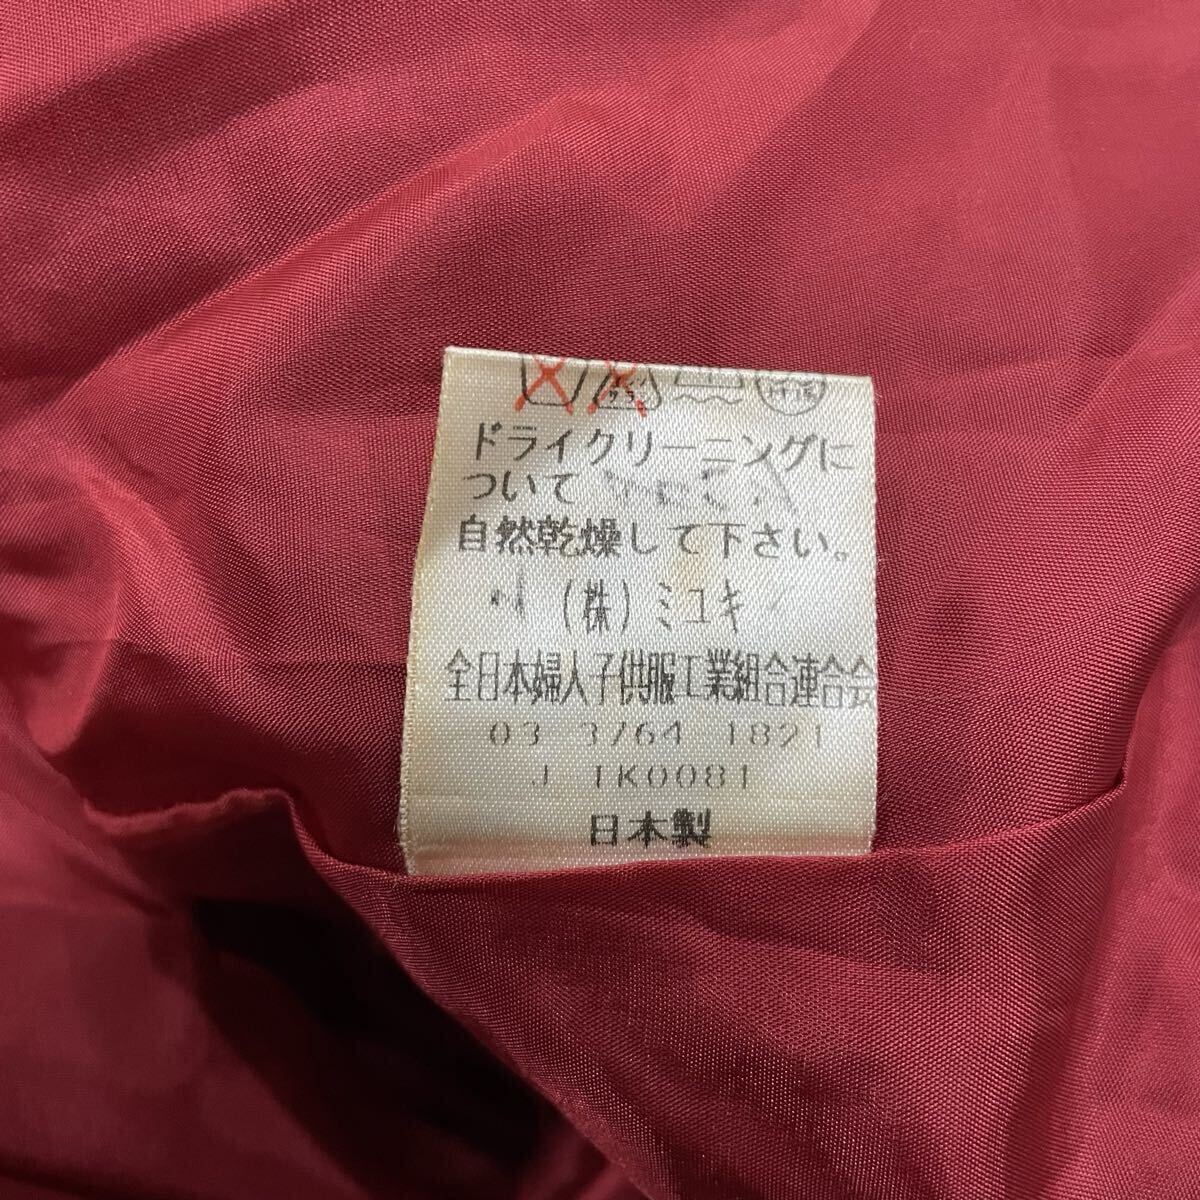 ドライクリーニングに
ついて
自然乾燥して下さい。
(株)ミユキ
全日本婦人子供服工業組合連合会
03 3764 1821
J TK0081
日本製